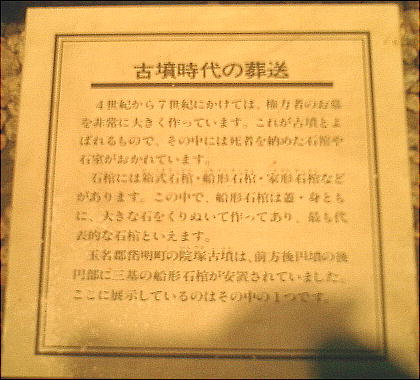 古墳時代の葬送
4世紀から7世紀にかけては、権力者のお墓
を非常に大きく作っています。これが古墳とよ
ばれるもので、その中には死者を納めた石棺や
石室がおかれています。
石棺には箱式石棺・船形石棺・家形石棺など
があります。この中で、船形石棺は蓋・身とも
に、大きな石をくりぬいて作ってあり、最も代
表的な石棺といえます。
玉名郡岱明町の院塚古墳は、前方後円墳の後
円部に三基の船形石棺が安置されていました。
ここに展示しているのはその中の1つです。